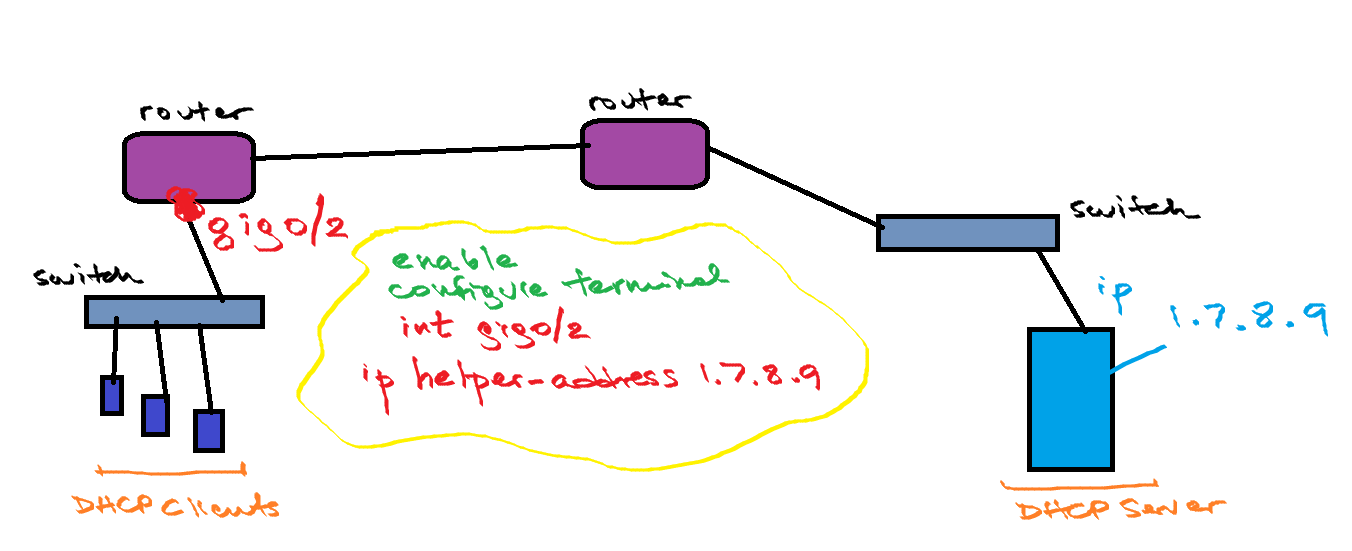 router
router
gig0/2
switch
switch
enable
configure terminal
int gig0/2
ip helper-address 1.7.8.9
ip
1.7.8.9
DHCP Clients
DHCP Server